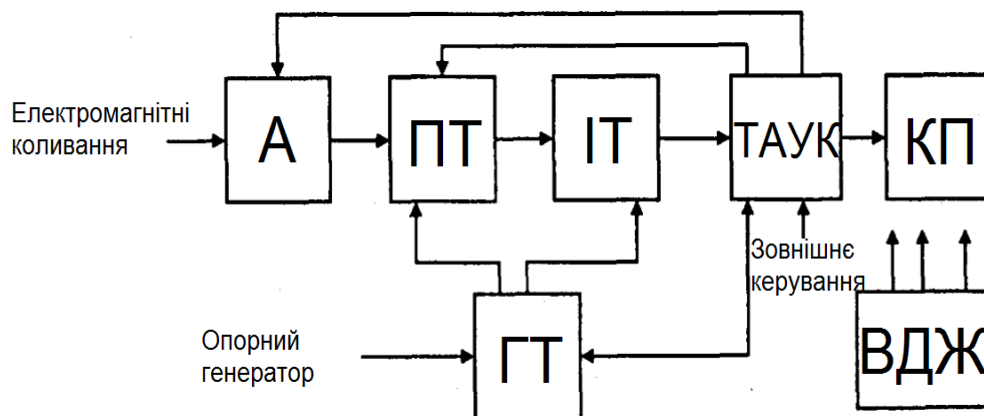 Електромагнітні
коливання
А
ПТ
ІТ
ТАУК
КП
Зовнішнє
керування
Опорний
генератор
ГТ
ВДЖ